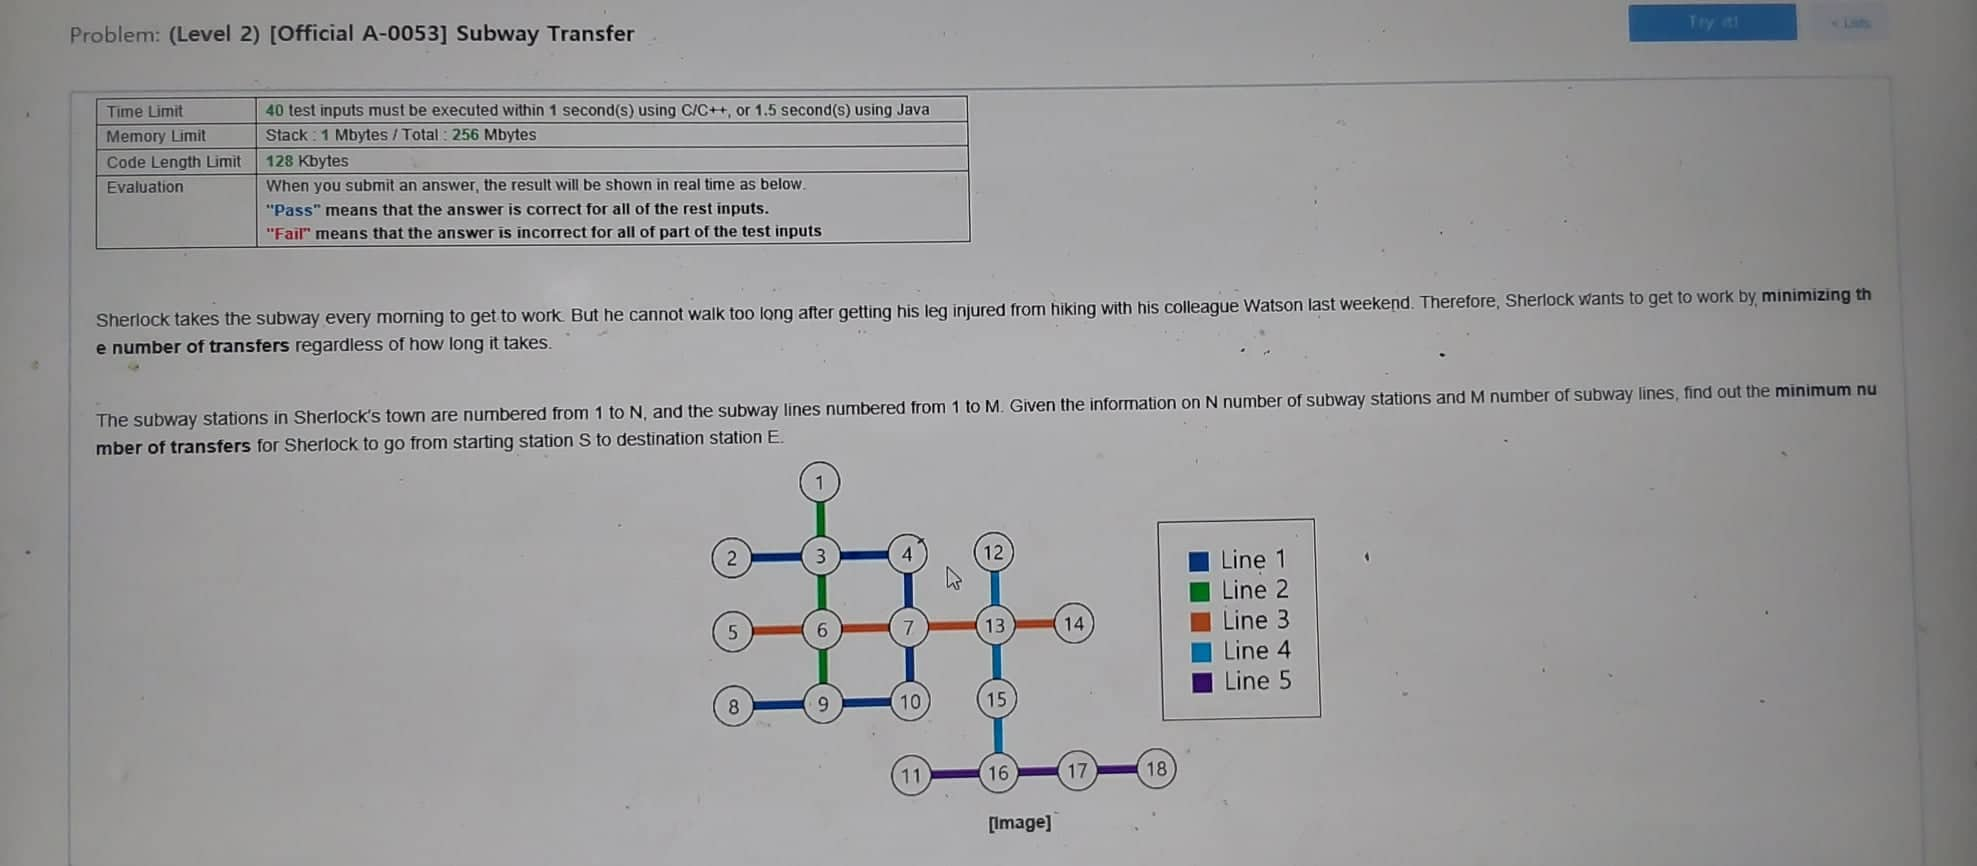 Problem: (Level 2) [Official A-0053] Subway Transfer
Try it!
< Lists
Time Limit 40 test inputs must be executed within 1 second(s) using C/C++, or 1.5 second(s) using Java
Memory Limit Stack : 1 Mbytes / Total : 256 Mbytes
Code Length Limit 128 Kbytes
Evaluation When you submit an answer, the result will be shown in real time as below.
"Pass" means that the answer is correct for all of the rest inputs.
"Fail" means that the answer is incorrect for all of part of the test inputs
Sherlock takes the subway every morning to get to work. But he cannot walk too long after getting his leg injured from hiking with his colleague Watson last weekend. Therefore, Sherlock wants to get to work by minimizing th
e number of transfers regardless of how long it takes.
The subway stations in Sherlock's town are numbered from 1 to N, and the subway lines numbered from 1 to M. Given the information on N number of subway stations and M number of subway lines, find out the minimum nu
mber of transfers for Sherlock to go from starting station S to destination station E.
1
2 3 4 12
5 6 7 13 14
8 9 10 15
11 16 17 18
Line 1
Line 2
Line 3
Line 4
Line 5
[Image]